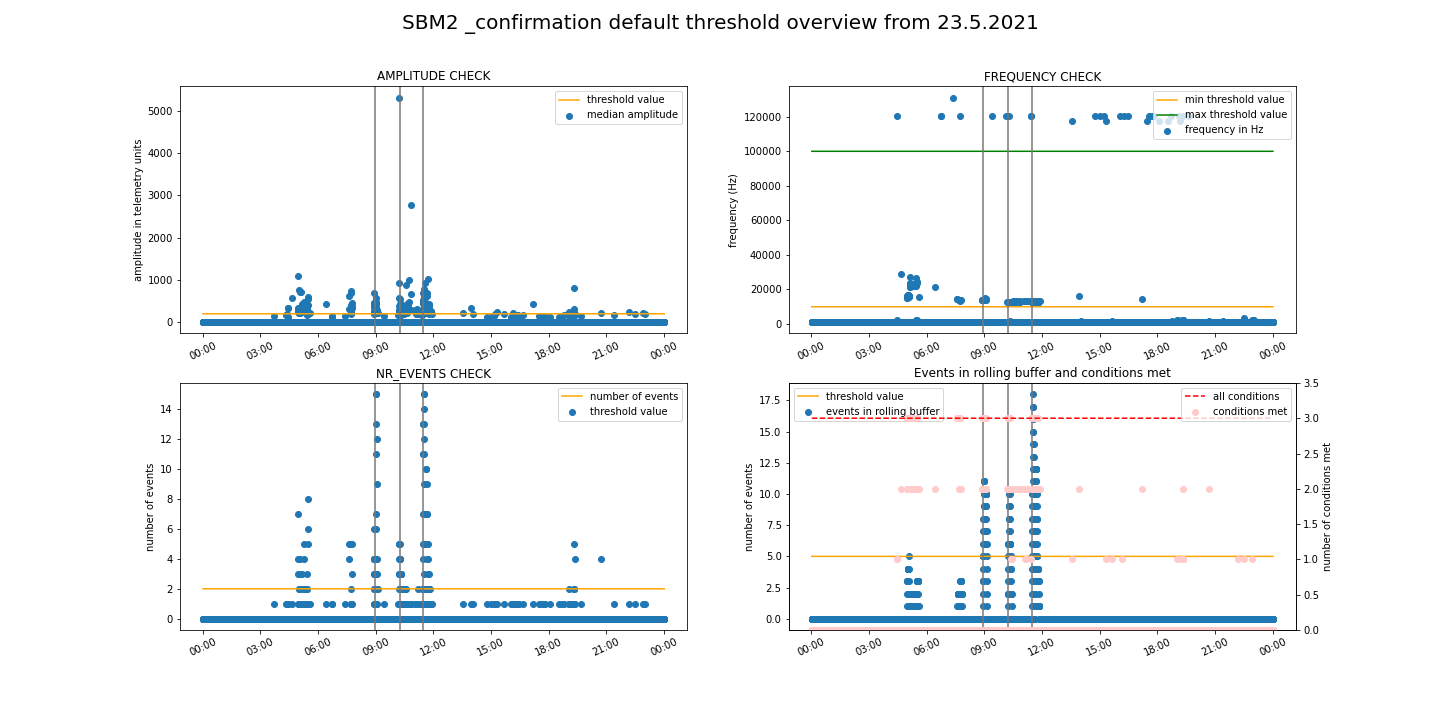 SBM2 _confirmation default threshold overview from 23.5.2021
AMPLITUDE CHECK
threshold value
median amplitude
amplitude in telemetry units
5000
4000
3000
2000
1000
0
00:00 03:00 06:00 09:00 12:00 15:00 18:00 21:00 00:00
FREQUENCY CHECK
min threshold value
max threshold value
frequency in Hz
frequency (Hz)
120000
100000
80000
60000
40000
20000
0
00:00 03:00 06:00 09:00 12:00 15:00 18:00 21:00 00:00
NR_EVENTS CHECK
number of events
threshold value
number of events
14
12
10
8
6
4
2
0
00:00 03:00 06:00 09:00 12:00 15:00 18:00 21:00 00:00
Events in rolling buffer and conditions met
threshold value
events in rolling buffer
all conditions
conditions met
number of events
17.5
15.0
12.5
10.0
7.5
5.0
2.5
0.0
3.5
3.0
2.5
2.0
1.5
1.0
0.5
0.0
number of conditions met
00:00 03:00 06:00 09:00 12:00 15:00 18:00 21:00 00:00